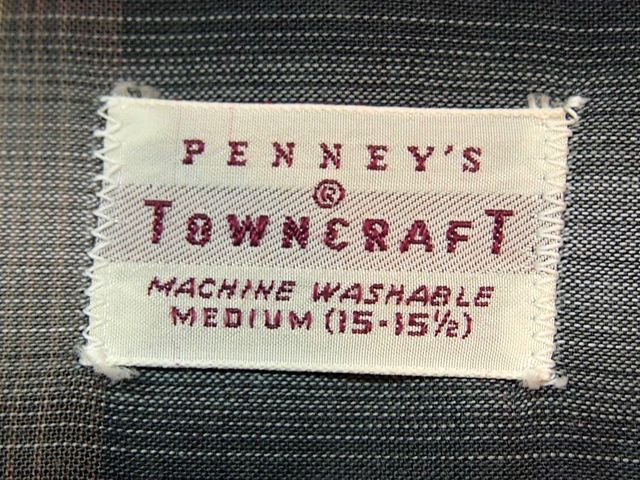 PENNEY'S
®
TOWNCRAFT
MACHINE WASHABLE
MEDIUM (15-15½)